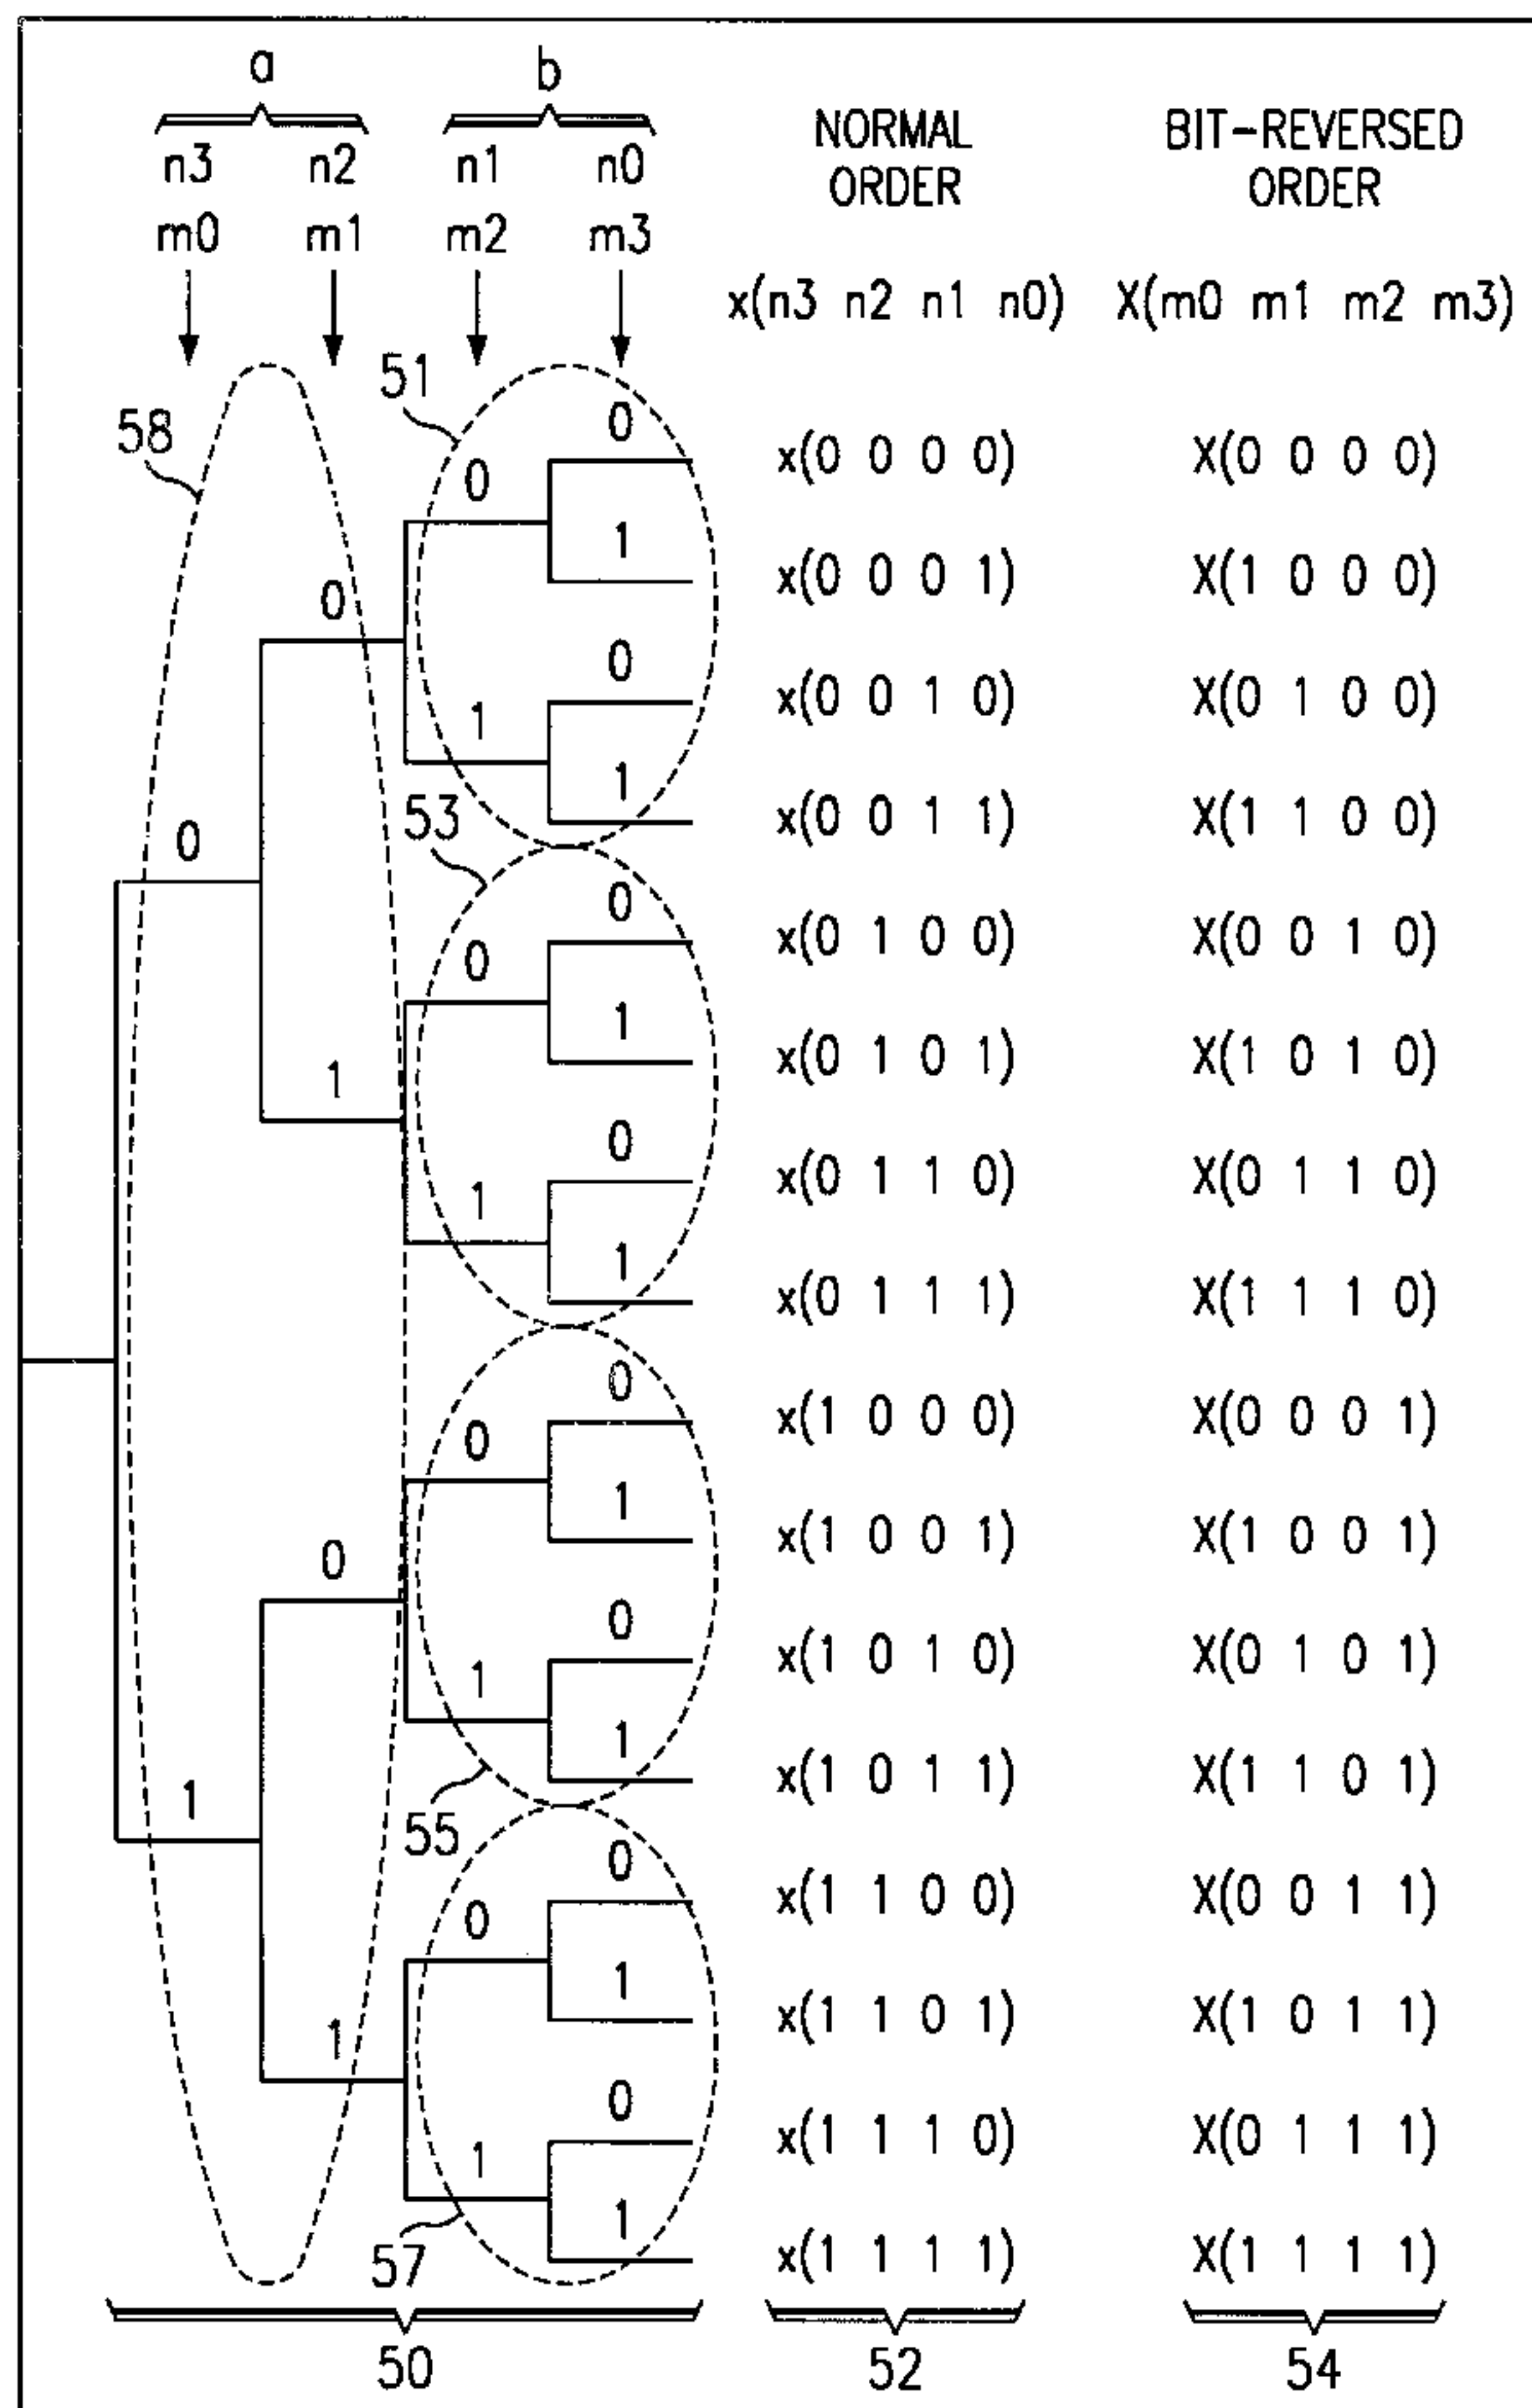 a b
n3 n2 n1 n0 NORMAL BIT-REVERSED
ORDER ORDER
m0 m1 m2 m3
x(n3 n2 n1 n0) X(m0 m1 m2 m3)
51
58
0
0
x(0 0 0 0) X(0 0 0 0)
1
x(0 0 0 1) X(1 0 0 0)
0
0
x(0 0 1 0) X(0 1 0 0)
1
1
53
x(0 0 1 1) X(1 1 0 0)
0
0
x(0 1 0 0) X(0 0 1 0)
0
1
x(0 1 0 1) X(1 0 1 0)
1
0
x(0 1 1 0) X(0 1 1 0)
1
1
x(0 1 1 1) X(1 1 1 0)
0
x(1 0 0 0) X(0 0 0 1)
0
1
x(1 0 0 1) X(1 0 0 1)
0
0
x(1 0 1 0) X(0 1 0 1)
1
1
x(1 0 1 1) X(1 1 0 1)
1
55
0
x(1 1 0 0) X(0 0 1 1)
0
1
x(1 1 0 1) X(1 0 1 1)
1
0
x(1 1 1 0) X(0 1 1 1)
1
1
x(1 1 1 1) X(1 1 1 1)
57
50 52 54